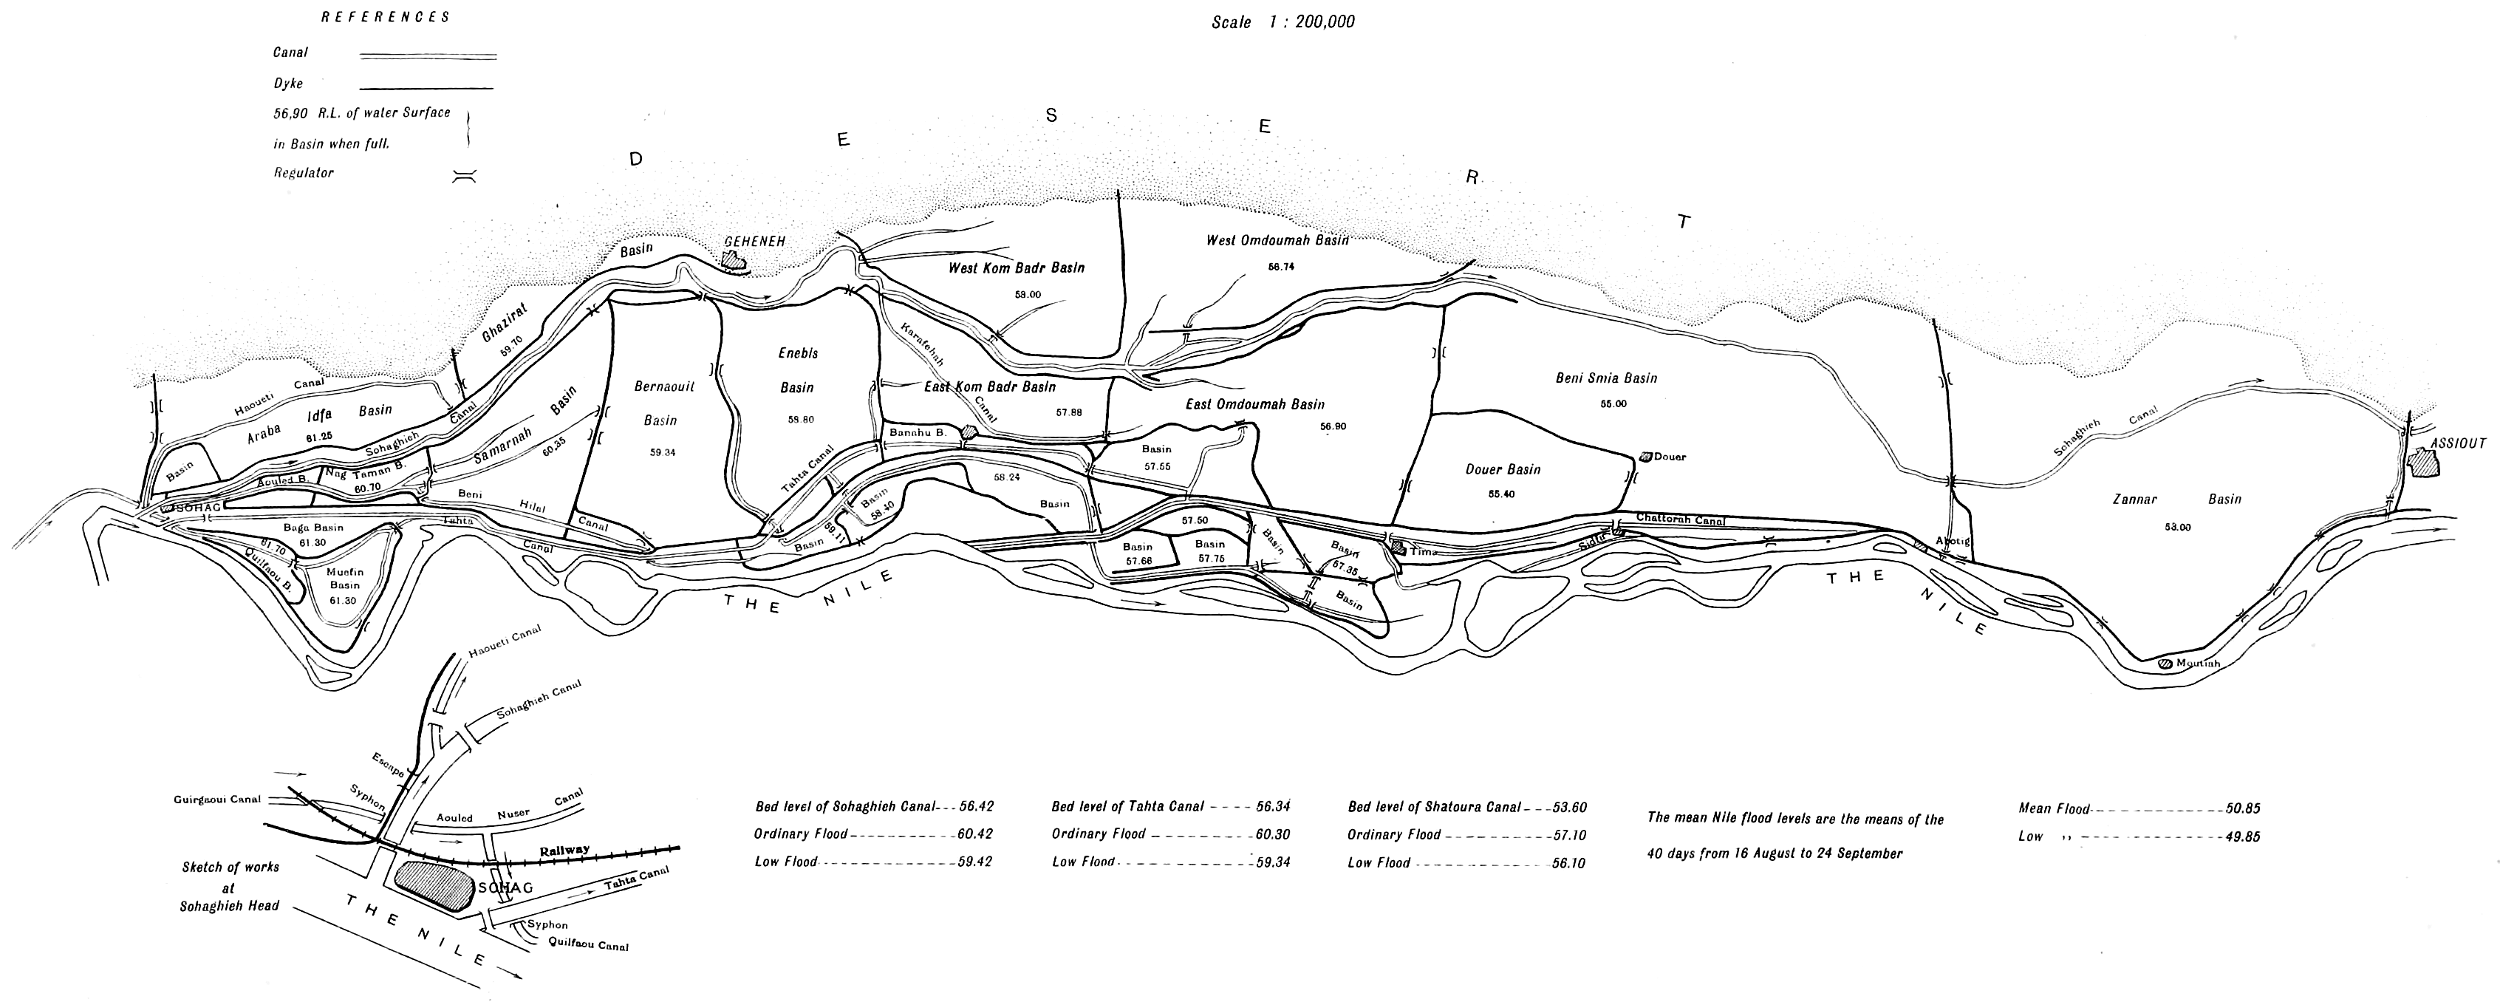 REFERENCES
Canal
Dyke
56,90 R.L. of water Surface
in Basin when full.
Regulator
Scale 1 : 200,000
D E S E R T
Basin
GEHENEH
Ghazirat
59.70
West Kom Badr Basin
58.00
West Omdoumah Basin
56.74
Haoueti Canal
Araba Idfa Basin
61.25
Basin
Sohaghieh Canal
Nag Taman B.
60.70
Aouled B.
Samarnah Basin
60.35
Bernaouit
Basin
59.34
Enebis
Basin
58.80
Karafehah Canal
East Kom Badr Basin
57.88
East Omdoumah Basin
56.90
Beni Smia Basin
55.00
Douer Basin
55.40
Douer
Sohaghieh Canal
ASSIOUT
Zannar Basin
53.00
Banahu B.
Tahta Canal
Basin
57.55
SOHAG
Beni Hilal Canal
Tahta Canal
Baga Basin
61.30
61.70
Quilfaou B.
Muefin
Basin
61.30
Basin
59.11
Basin
58.40
58.24
Basin
57.50
Basin
57.68
Basin
57.75
Basin
Basin
57.35
Basin
Tima
Sidfa
Chattorah Canal
Abotig
Moutiah
THE NILE
THE NILE
Haoueti Canal
Sohaghieh Canal
Escape
Syphon
Guirgaoui Canal
Aouled Nuser Canal
Railway
SOHAG
Tahta Canal
Syphon
Quilfaou Canal
THE NILE
Sketch of works
at
Sohaghieh Head
Bed level of Sohaghieh Canal 56.42
Ordinary Flood 60.42
Low Flood 59.42
Bed level of Tahta Canal 56.34
Ordinary Flood 60.30
Low Flood 59.34
Bed level of Shatoura Canal 53.60
Ordinary Flood 57.10
Low Flood 56.10
The mean Nile flood levels are the means of the
40 days from 16 August to 24 September
Mean Flood 50.85
Low ,, 49.85